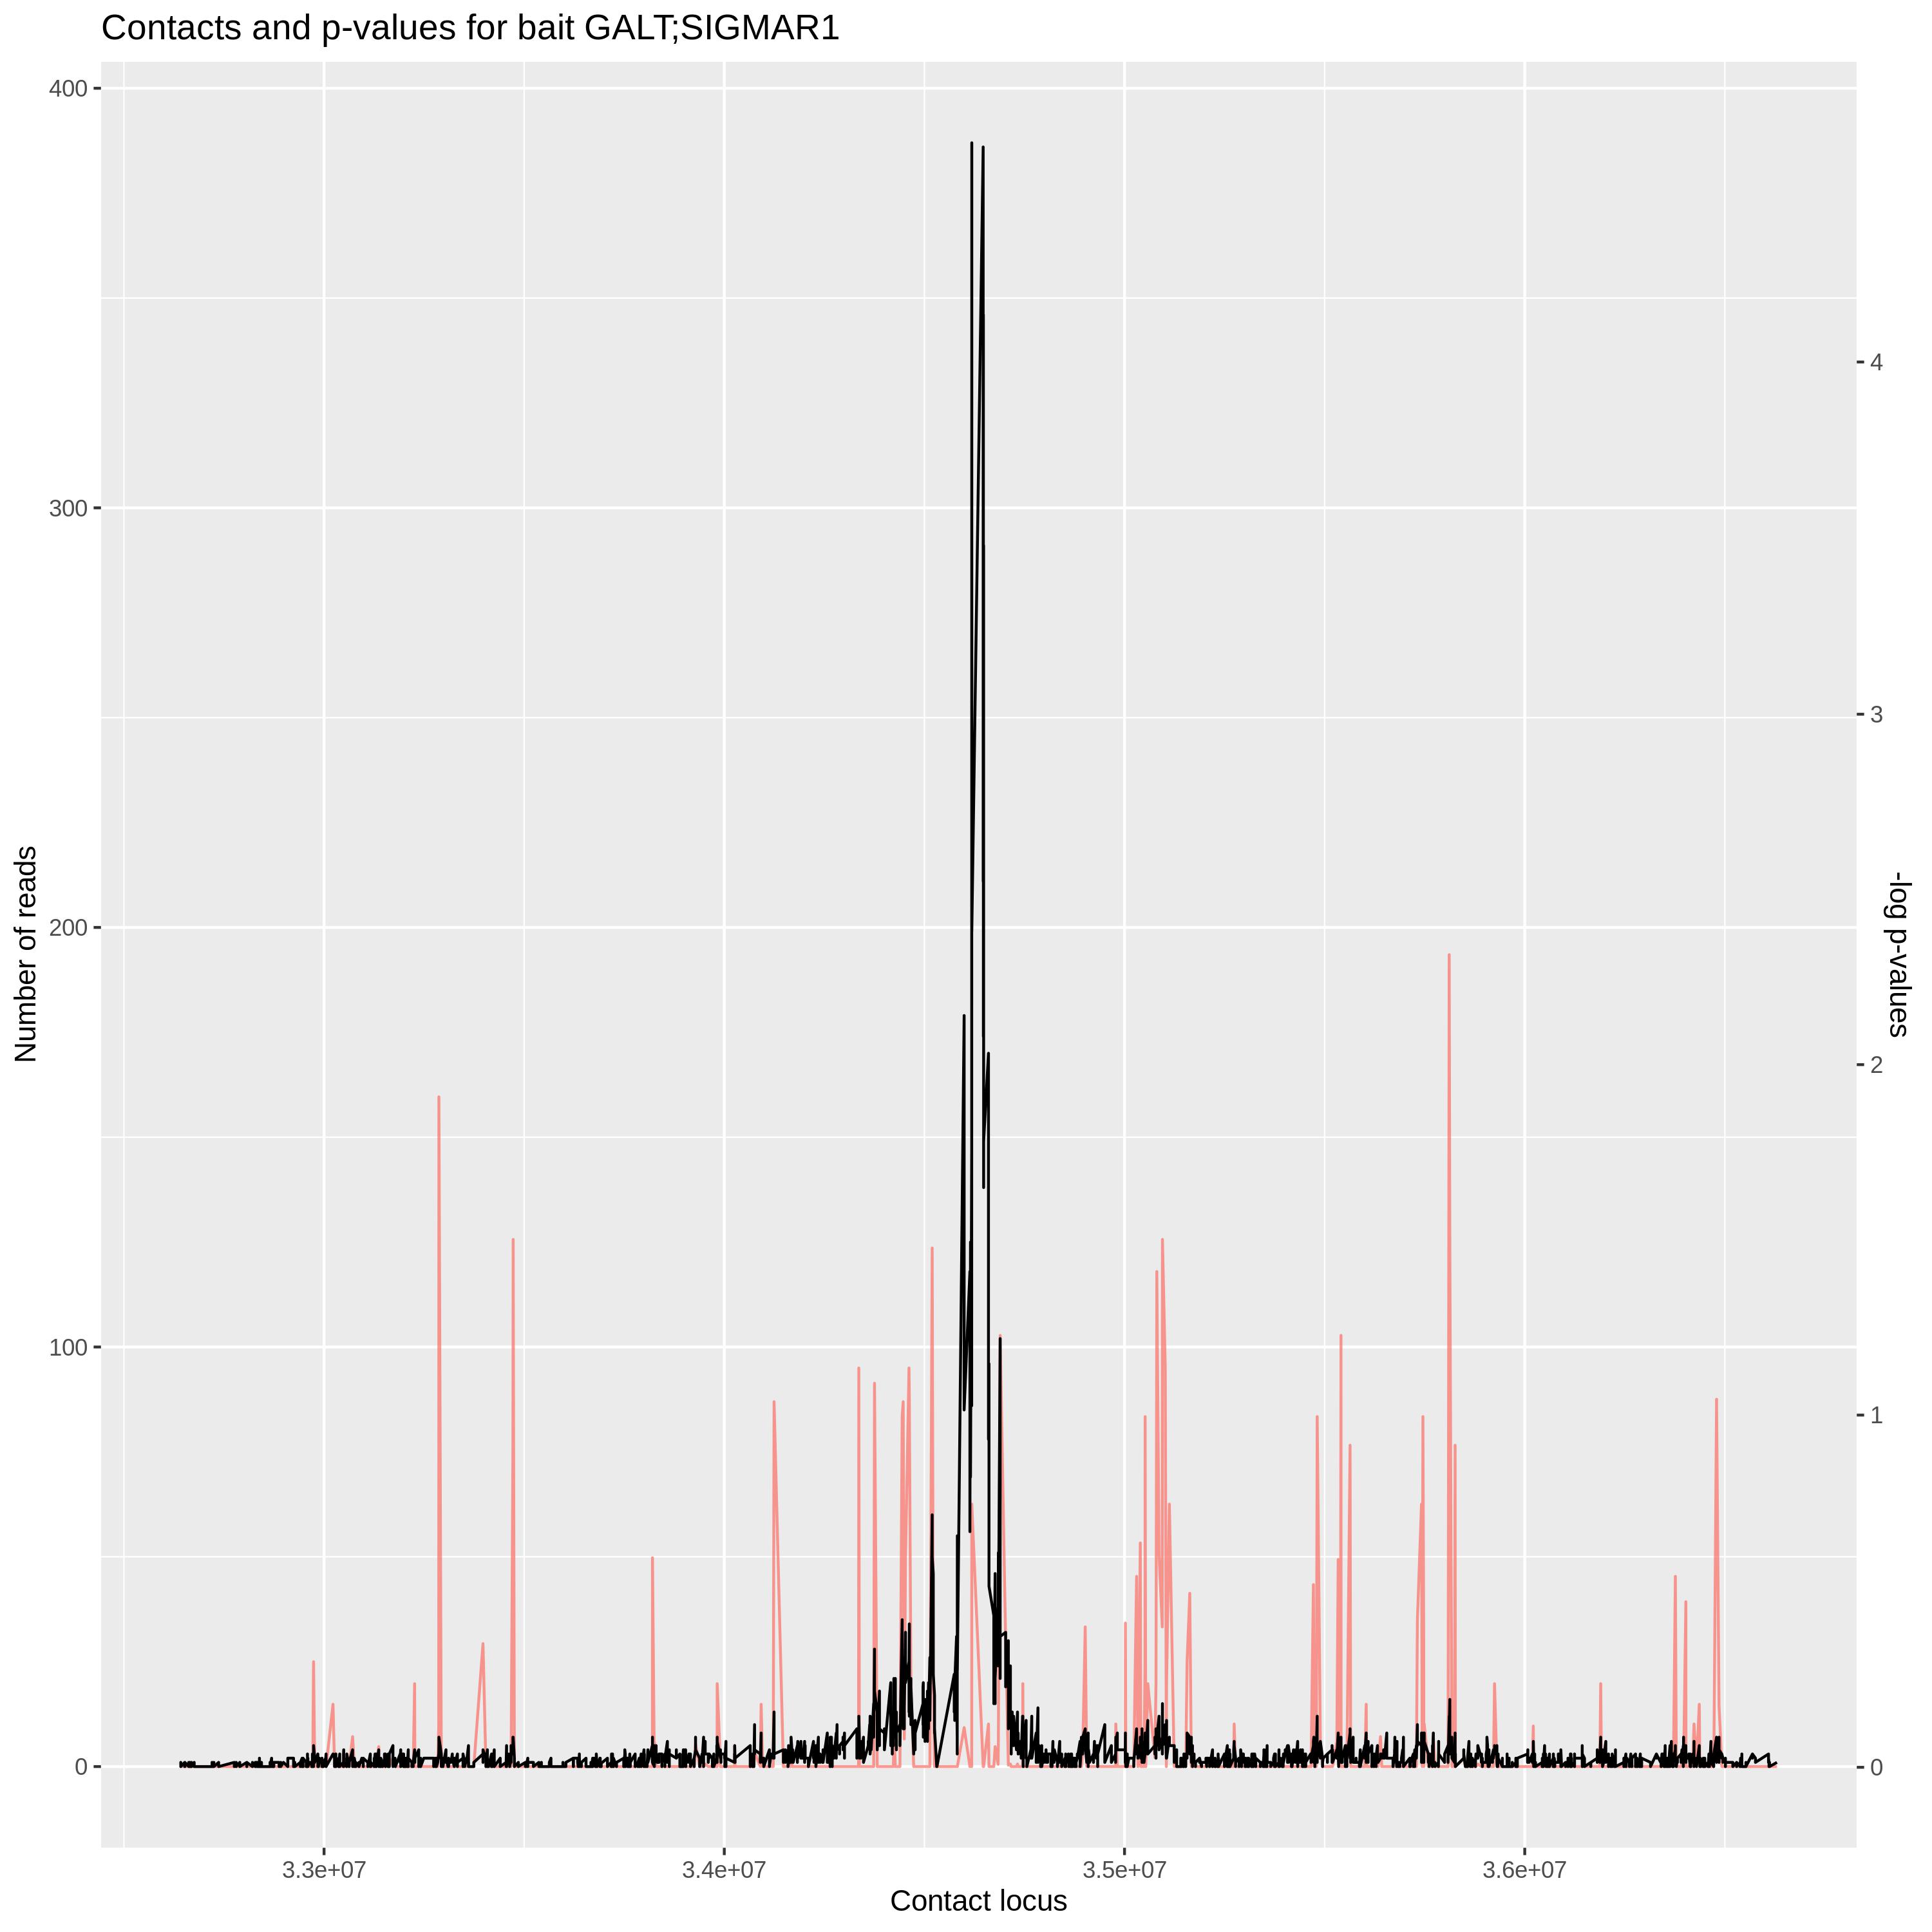 Contacts and p-values for bait GALT;SIGMAR1
400
300
200
100
0
Number of reads
4
3
2
1
0
-log p-values
3.3e+07
3.4e+07
3.5e+07
3.6e+07
Contact locus